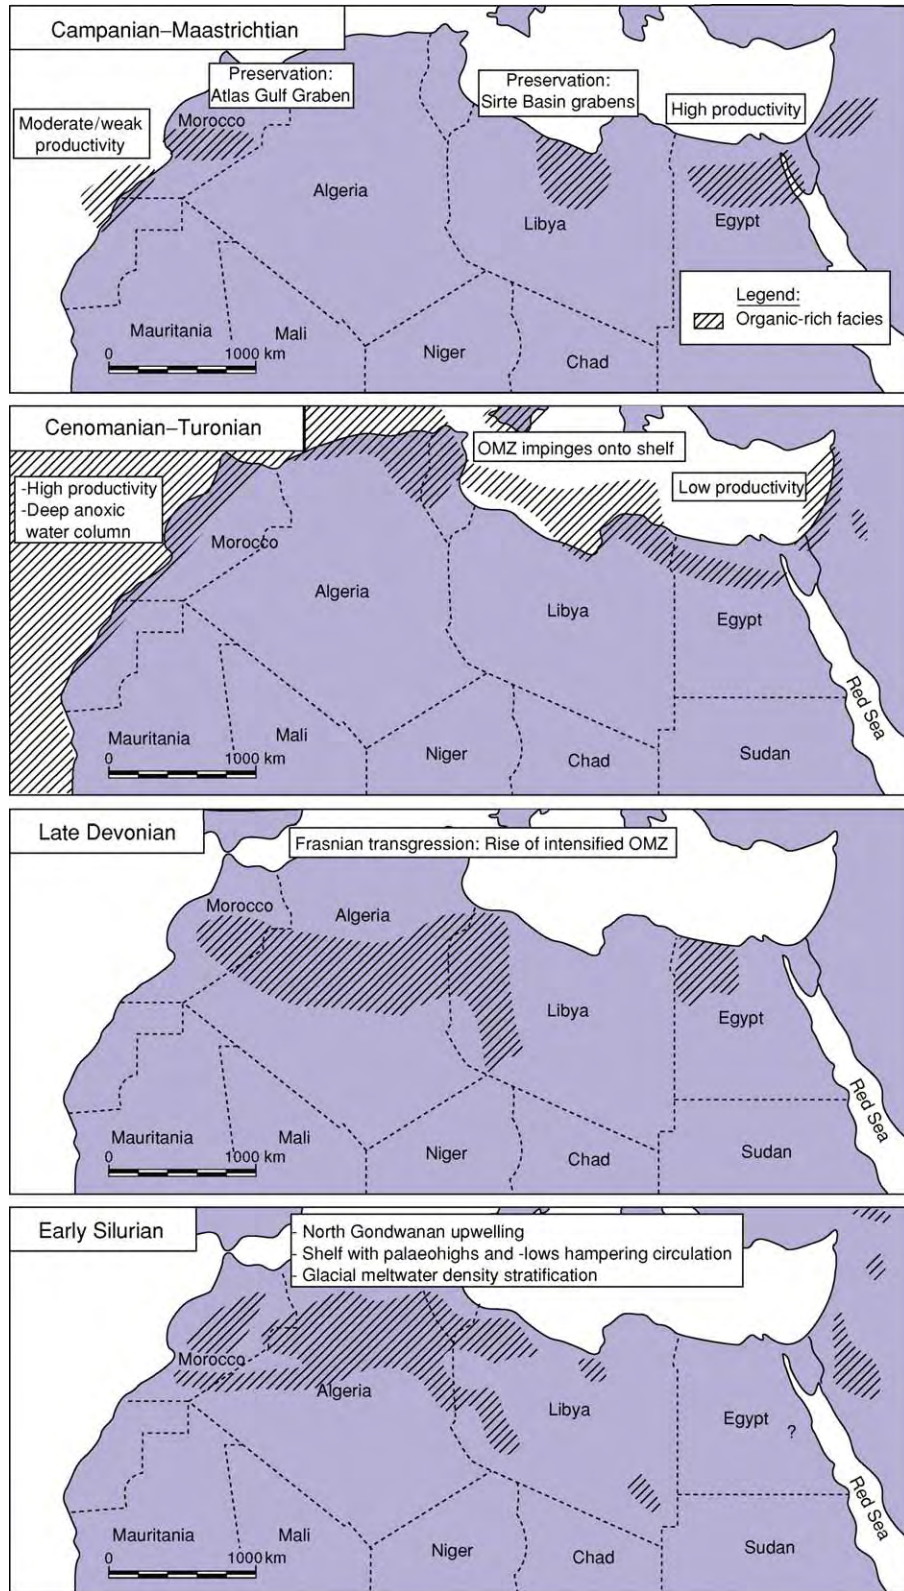 Campanian–Maastrichtian
Preservation:
Atlas Gulf Graben
Preservation:
Sirte Basin grabens
High productivity
Moderate/weak
productivity
Morocco
Algeria
Libya
Egypt
Legend:
Organic-rich facies
Mauritania
Mali
Niger
Chad
0
1000 km
Cenomanian–Turonian
OMZ impinges onto shelf
-High productivity
-Deep anoxic
water column
Low productivity
Morocco
Algeria
Libya
Egypt
Red Sea
Mauritania
Mali
Niger
Chad
Sudan
0
1000 km
Late Devonian
Frasnian transgression: Rise of intensified OMZ
Morocco
Algeria
Libya
Egypt
Red Sea
Mauritania
Mali
Niger
Chad
Sudan
0
1000 km
Early Silurian
- North Gondwanan upwelling
- Shelf with palaeohighs and -lows hampering circulation
- Glacial meltwater density stratification
Morocco
Algeria
Libya
Egypt
?
Red Sea
Mauritania
Mali
Niger
Chad
Sudan
0
1000 km